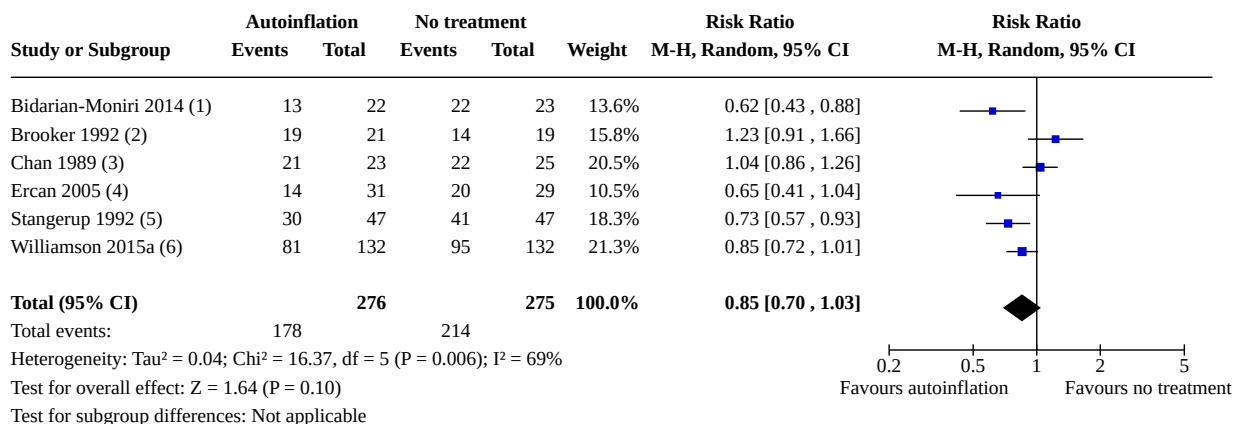 Autoinflation No treatment Risk Ratio Risk Ratio
Study or Subgroup Events Total Events Total Weight M-H, Random, 95% CI M-H, Random, 95% CI
Bidarian-Moniri 2014 (1) 13 22 22 23 13.6% 0.62 [0.43 , 0.88]
Brooker 1992 (2) 19 21 14 19 15.8% 1.23 [0.91 , 1.66]
Chan 1989 (3) 21 23 22 25 20.5% 1.04 [0.86 , 1.26]
Ercan 2005 (4) 14 31 20 29 10.5% 0.65 [0.41 , 1.04]
Stangerup 1992 (5) 30 47 41 47 18.3% 0.73 [0.57 , 0.93]
Williamson 2015a (6) 81 132 95 132 21.3% 0.85 [0.72 , 1.01]
Total (95% CI) 276 275 100.0% 0.85 [0.70 , 1.03]
Total events: 178 214
Heterogeneity: Tau² = 0.04; Chi² = 16.37, df = 5 (P = 0.006); I² = 69%
0.2 0.5 1 2 5
Test for overall effect: Z = 1.64 (P = 0.10) Favours autoinflation Favours no treatment
Test for subgroup differences: Not applicable